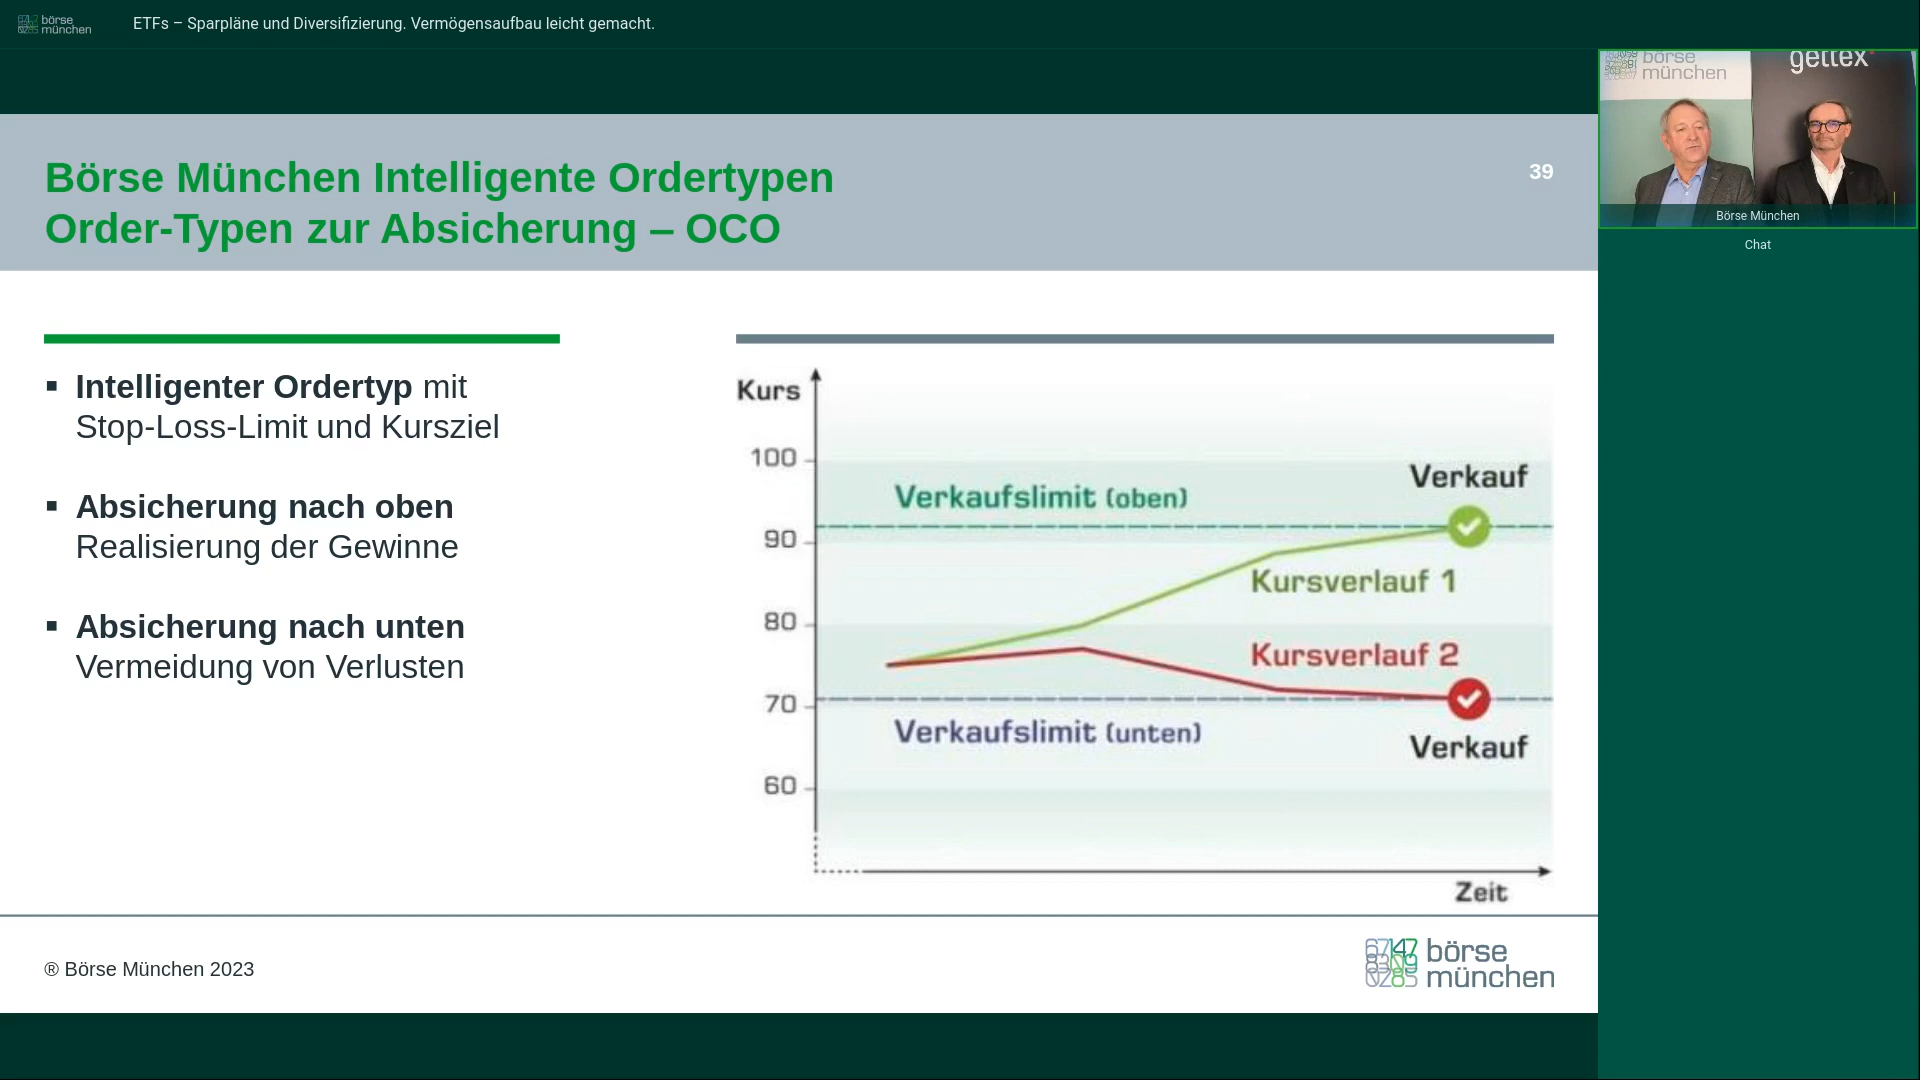 börse
münchen
ETFs – Sparpläne und Diversifizierung. Vermögensaufbau leicht gemacht.
börse
münchen
gettex
Börse München
Chat
Börse München Intelligente Ordertypen
Order-Typen zur Absicherung – OCO
39
▪ Intelligenter Ordertyp mit
Stop-Loss-Limit und Kursziel
▪ Absicherung nach oben
Realisierung der Gewinne
▪ Absicherung nach unten
Vermeidung von Verlusten
Kurs
100
90
80
70
60
Verkaufslimit (oben)
Verkauf
Kursverlauf 1
Kursverlauf 2
Verkaufslimit (unten)
Verkauf
Zeit
® Börse München 2023
67147
8309
0285
börse
münchen